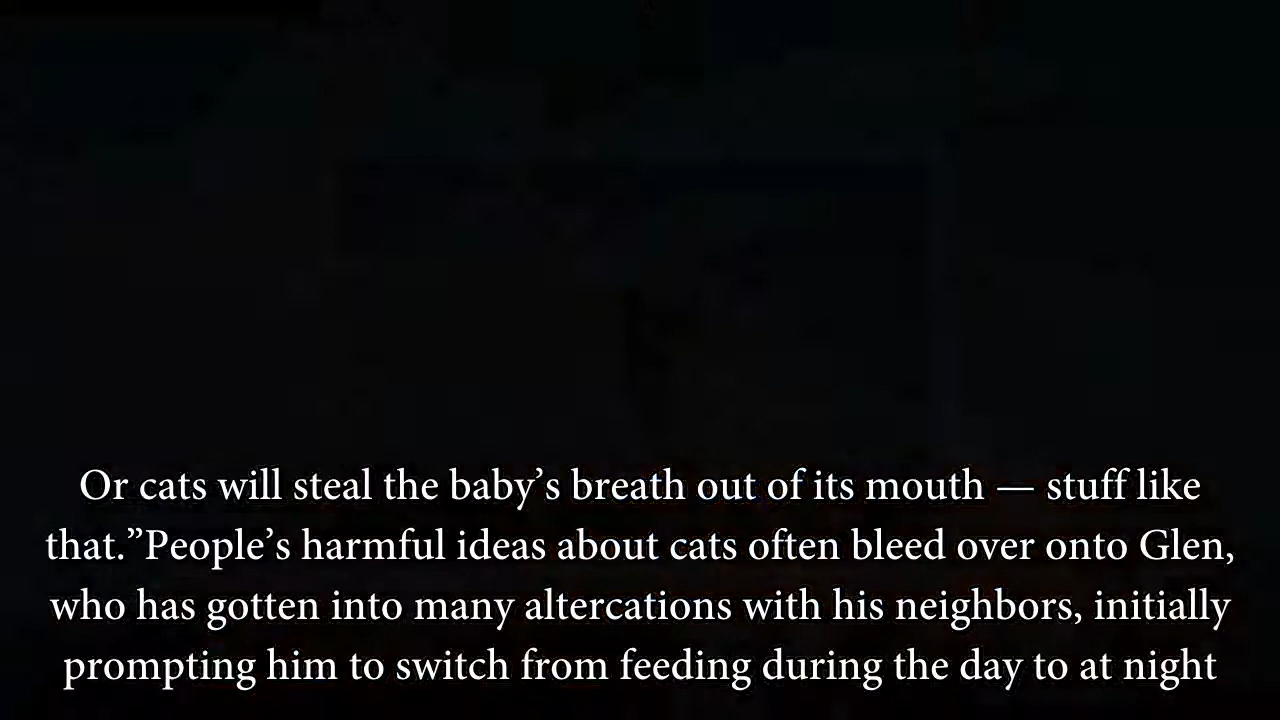 Or cats will steal the baby’s breath out of its mouth — stuff like
that.”People’s harmful ideas about cats often bleed over onto Glen,
who has gotten into many altercations with his neighbors, initially
prompting him to switch from feeding during the day to at night